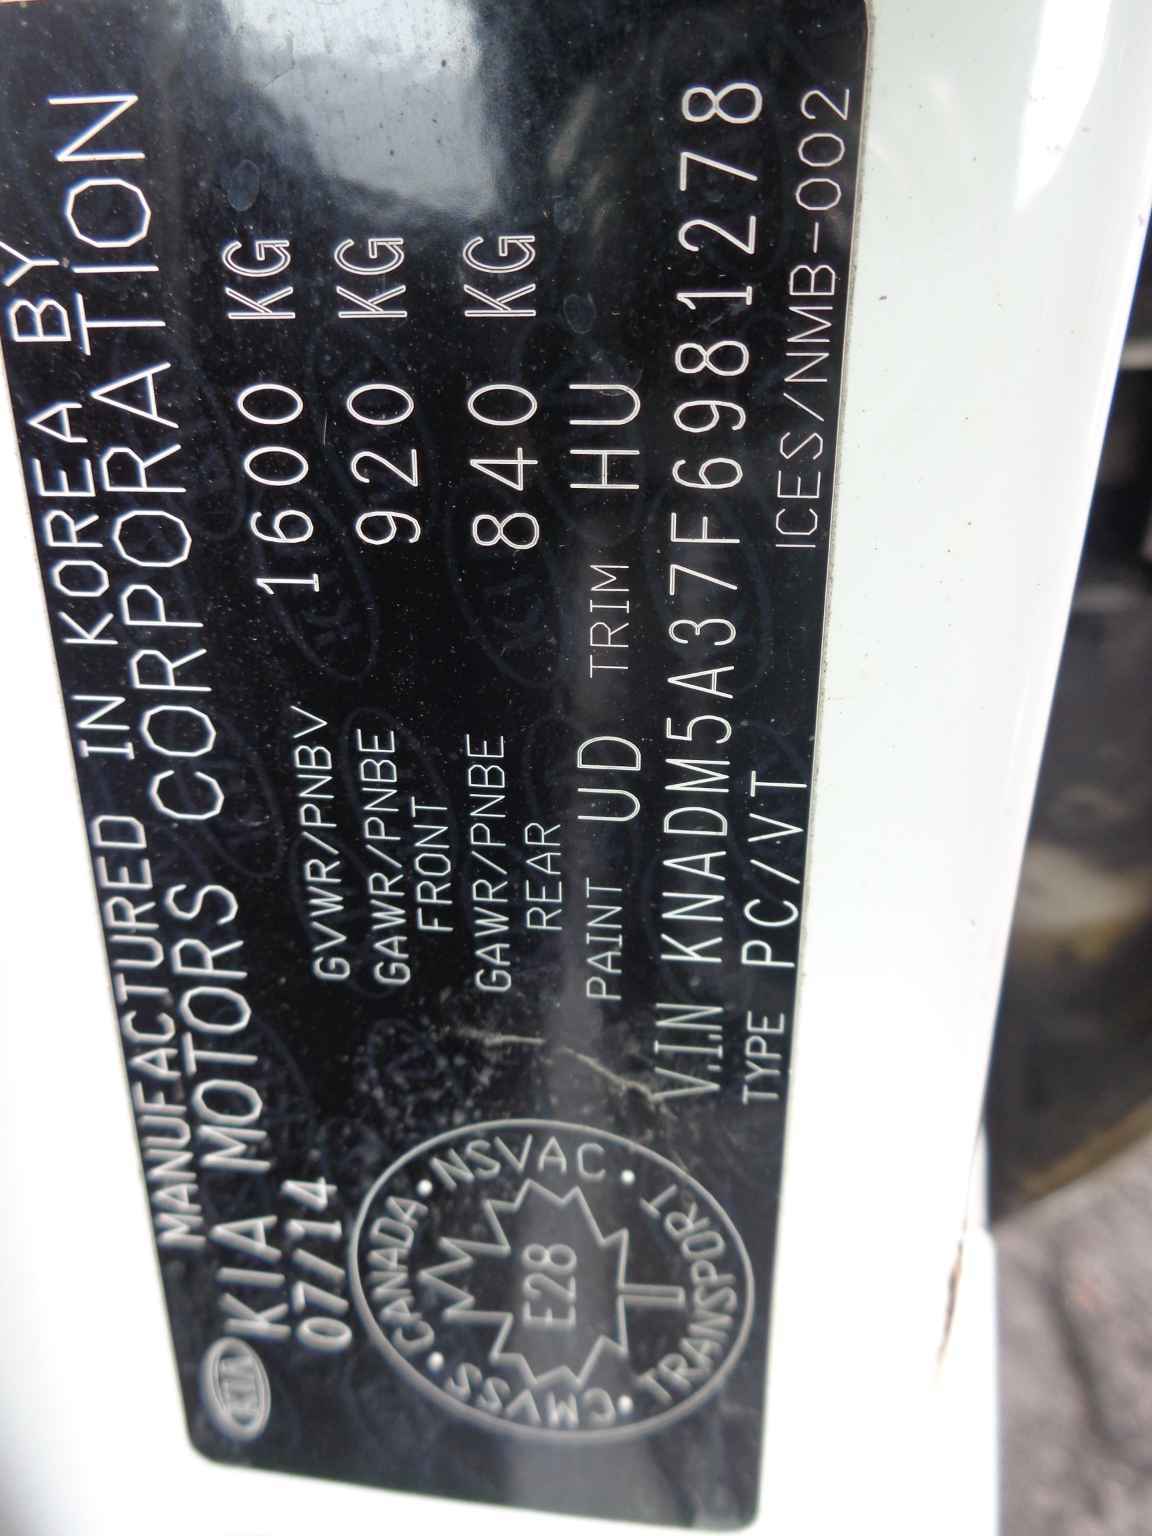 MANUFACTURED IN KOREA BY
KIA MOTORS CORPORATION
KIA
07/14
GVWR/PNBV 1600 KG
GAWR/PNBE FRONT 920 KG
GAWR/PNBE REAR 840 KG
PAINT UD TRIM HU
V.I.N KNADM5A37F6981278
TYPE PC/VT ICES/NMB-002
CANADA · NSVAC · TRANSPORT · CMVSS ·
E28